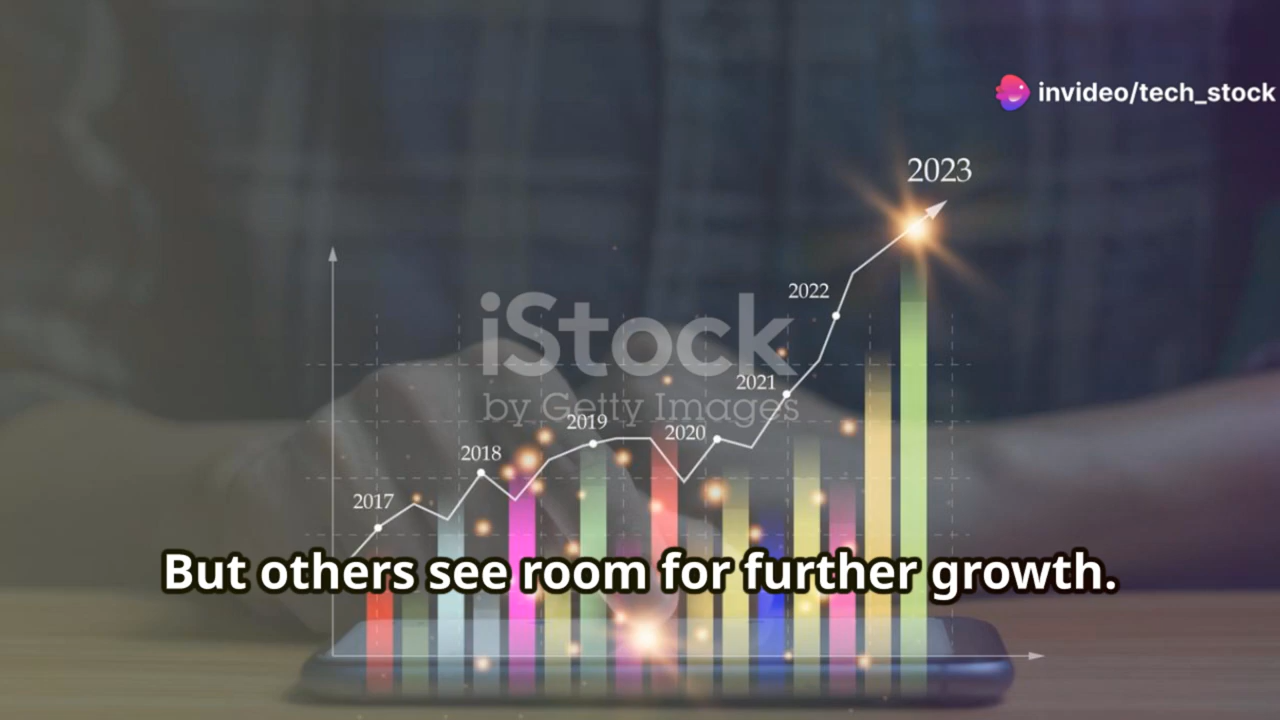 invideo/tech_stock
2023
2022
iStock
2021
by Getty Images
2019
2020
2018
2017
But others see room for further growth.